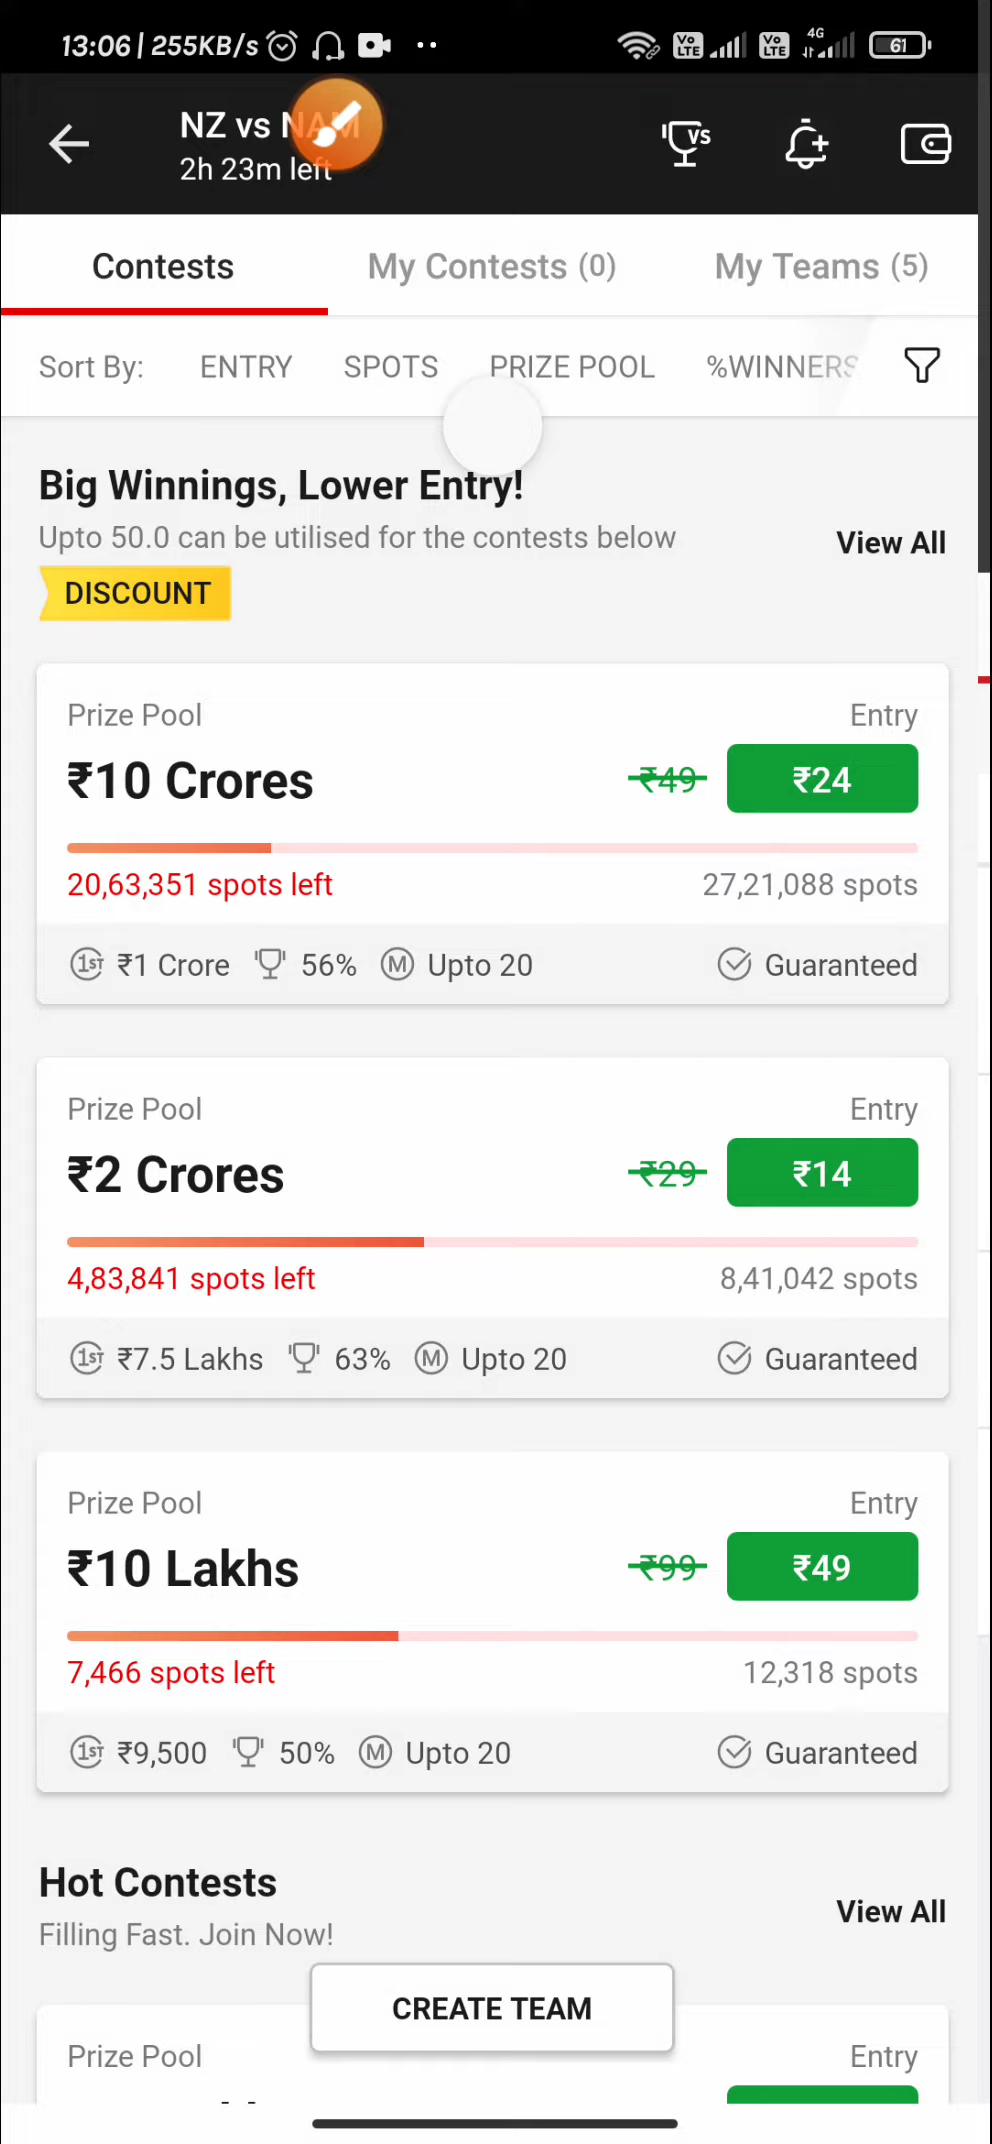 13:06 | 255KB/s
Vo LTE
Vo LTE
4G
61
NZ vs NAM
2h 23m left
VS
Contests
My Contests (0)
My Teams (5)
Sort By:
ENTRY
SPOTS
PRIZE POOL
%WINNERS
Big Winnings, Lower Entry!
Upto 50.0 can be utilised for the contests below
View All
DISCOUNT
Prize Pool
Entry
₹10 Crores
₹49
₹24
20,63,351 spots left
27,21,088 spots
1ST ₹1 Crore
56%
M Upto 20
Guaranteed
Prize Pool
Entry
₹2 Crores
₹29
₹14
4,83,841 spots left
8,41,042 spots
1ST ₹7.5 Lakhs
63%
M Upto 20
Guaranteed
Prize Pool
Entry
₹10 Lakhs
₹99
₹49
7,466 spots left
12,318 spots
1ST ₹9,500
50%
M Upto 20
Guaranteed
Hot Contests
View All
Filling Fast. Join Now!
CREATE TEAM
Prize Pool
Entry